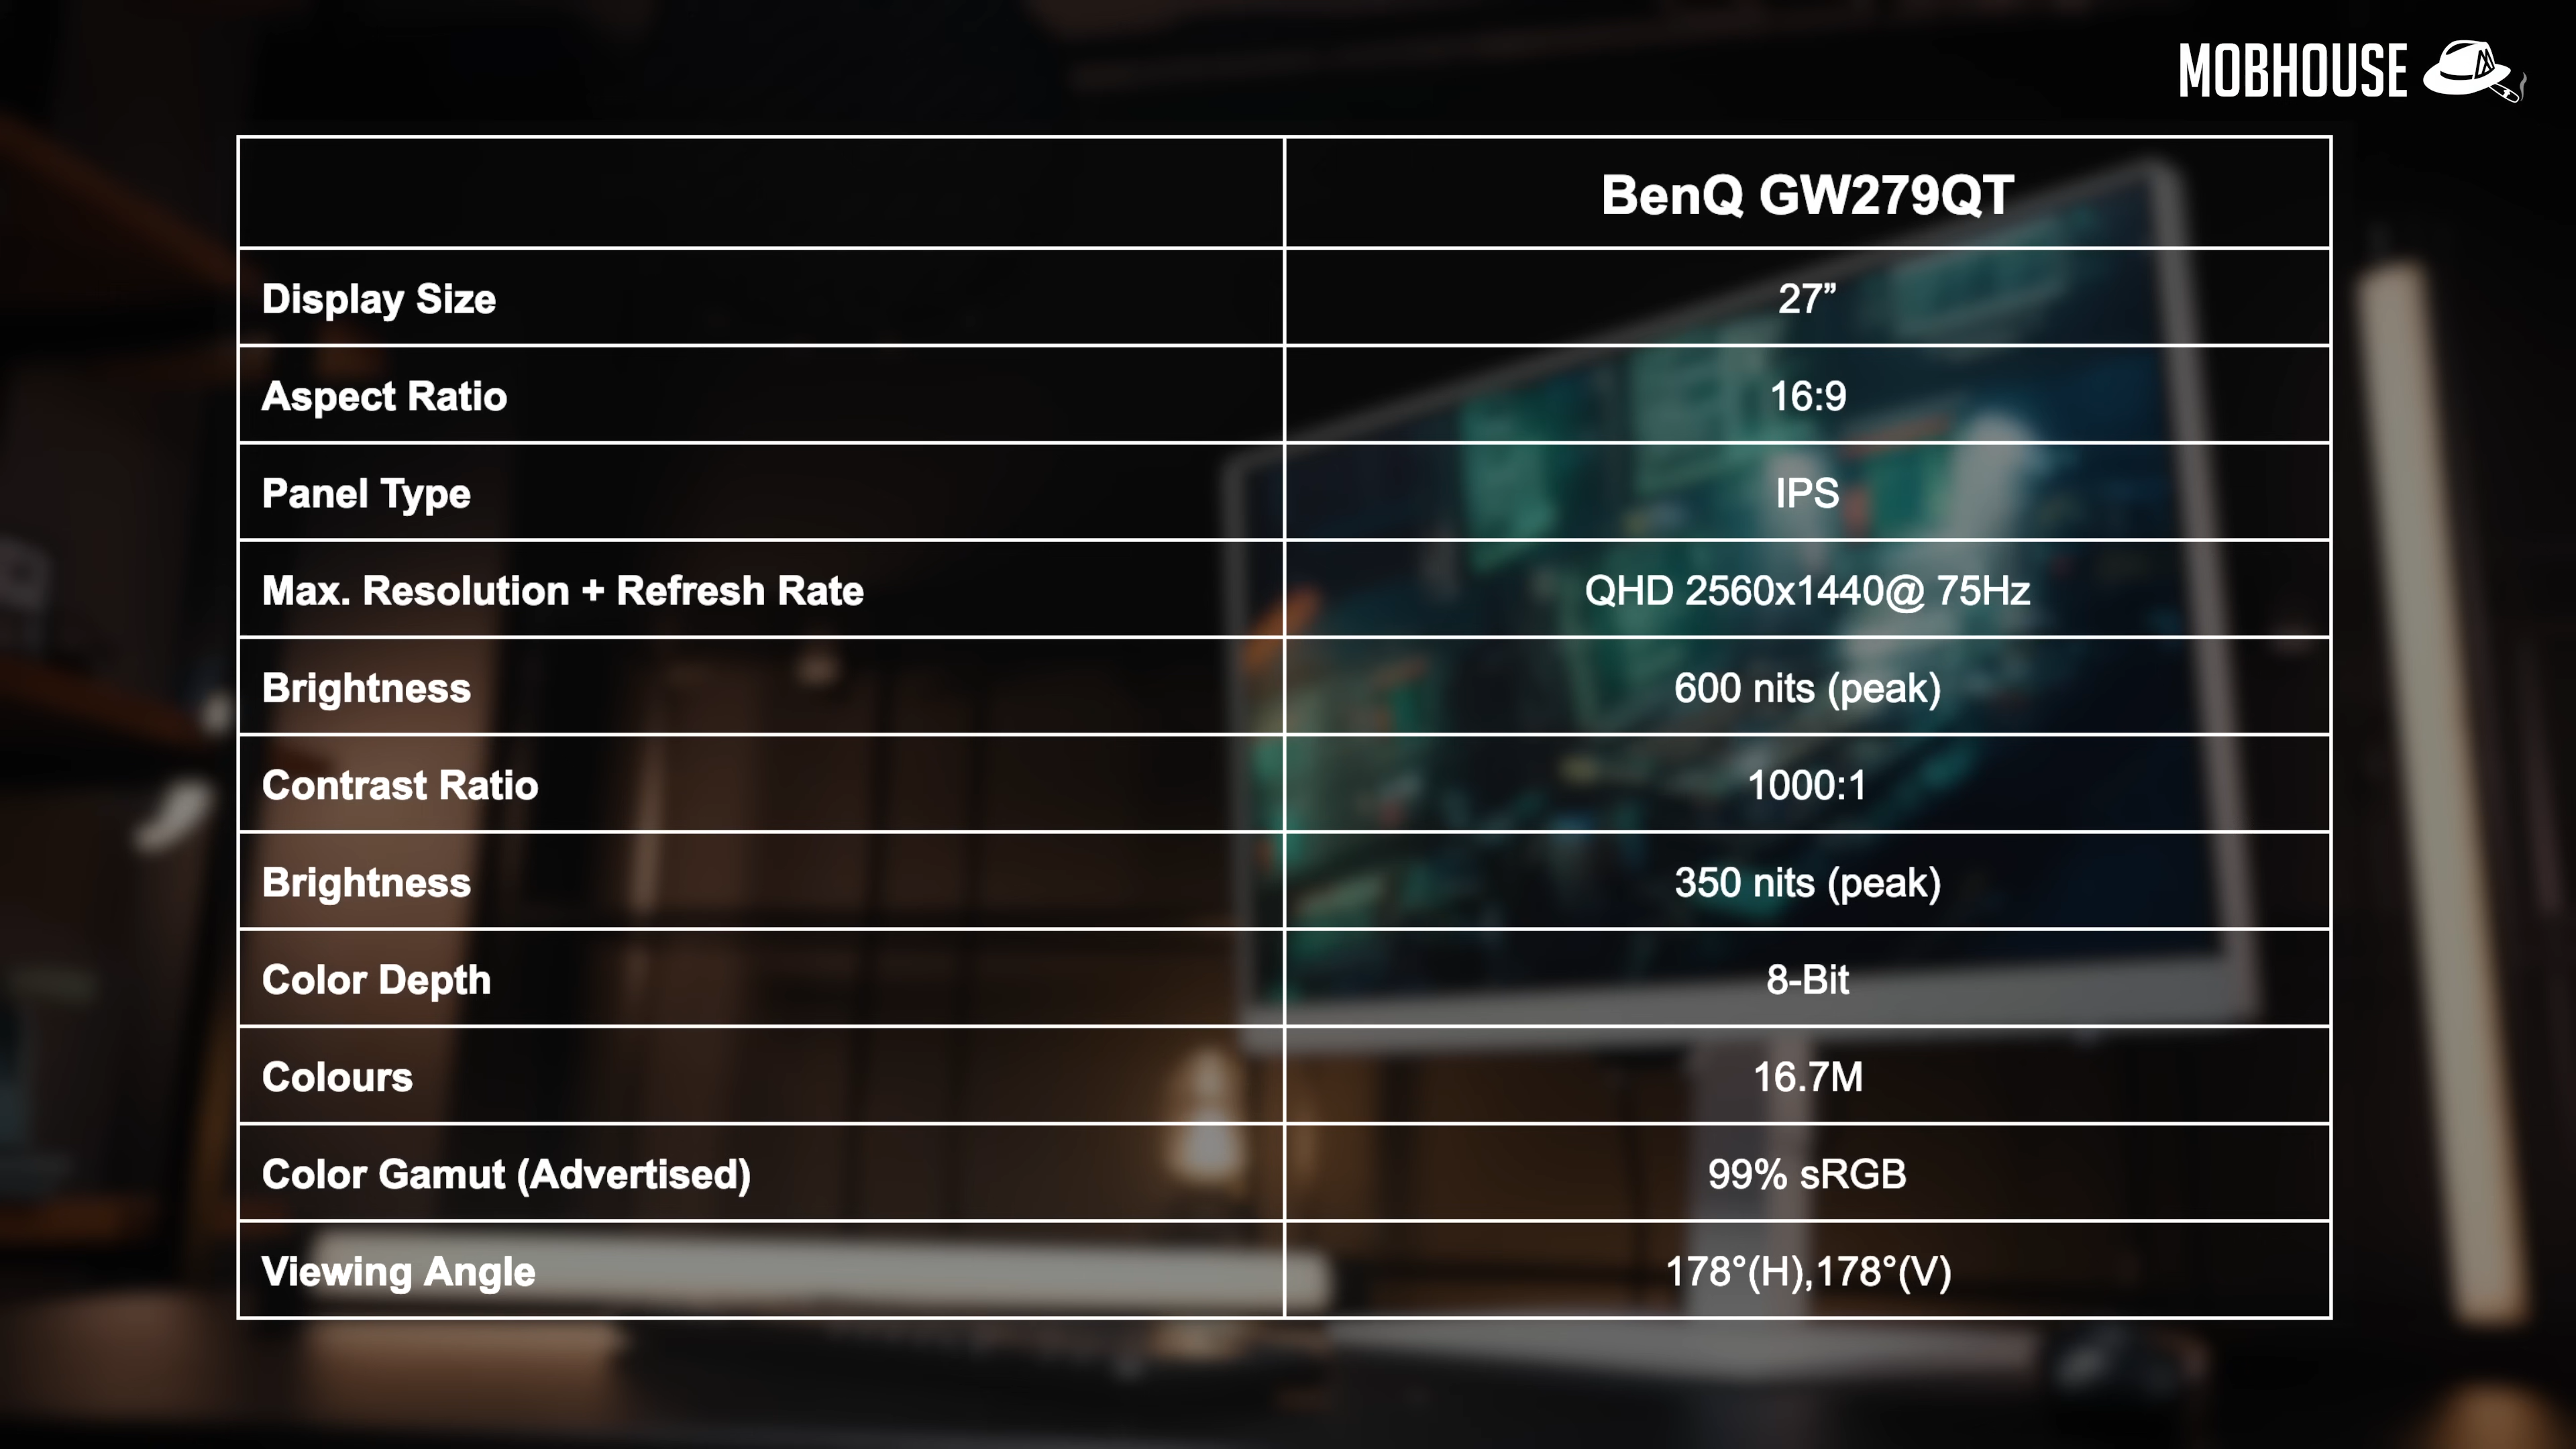 MOBHOUSE
BenQ GW279QT
Display Size 27”
Aspect Ratio 16:9
Panel Type IPS
Max. Resolution + Refresh Rate QHD 2560x1440@ 75Hz
Brightness 600 nits (peak)
Contrast Ratio 1000:1
Brightness 350 nits (peak)
Color Depth 8-Bit
Colours 16.7M
Color Gamut (Advertised) 99% sRGB
Viewing Angle 178°(H),178°(V)